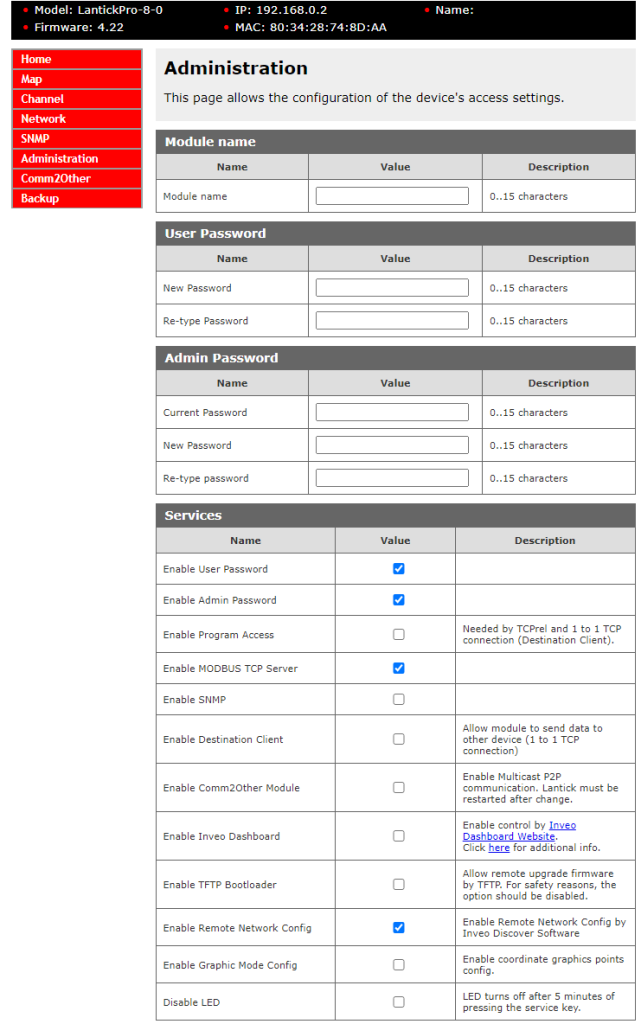 • Model: LantickPro-8-0 • IP: 192.168.0.2 • Name:
• Firmware: 4.22 • MAC: 80:34:28:74:8D:AA
Home
Map
Channel
Network
SNMP
Administration
Comm2Other
Backup
Administration
This page allows the configuration of the device's access settings.
Module name
Name Value Description
Module name 0..15 characters
User Password
Name Value Description
New Password 0..15 characters
Re-type Password 0..15 characters
Admin Password
Name Value Description
Current Password 0..15 characters
New Password 0..15 characters
Re-type password 0..15 characters
Services
Name Value Description
Enable User Password
Enable Admin Password
Enable Program Access
Needed by TCPrel and 1 to 1 TCP
connection (Destination Client).
Enable MODBUS TCP Server
Enable SNMP
Enable Destination Client
Allow module to send data to
other device (1 to 1 TCP
connection)
Enable Comm2Other Module
Enable Multicast P2P
communication. Lantick must be
restarted after change.
Enable Inveo Dashboard
Enable control by Inveo
Dashboard Website.
Click here for additional info.
Enable TFTP Bootloader
Allow remote upgrade firmware
by TFTP. For safety reasons, the
option should be disabled.
Enable Remote Network Config
Enable Remote Network Config by
Inveo Discover Software
Enable Graphic Mode Config
Enable coordinate graphics points
config.
Disable LED
LED turns off after 5 minutes of
pressing the service key.